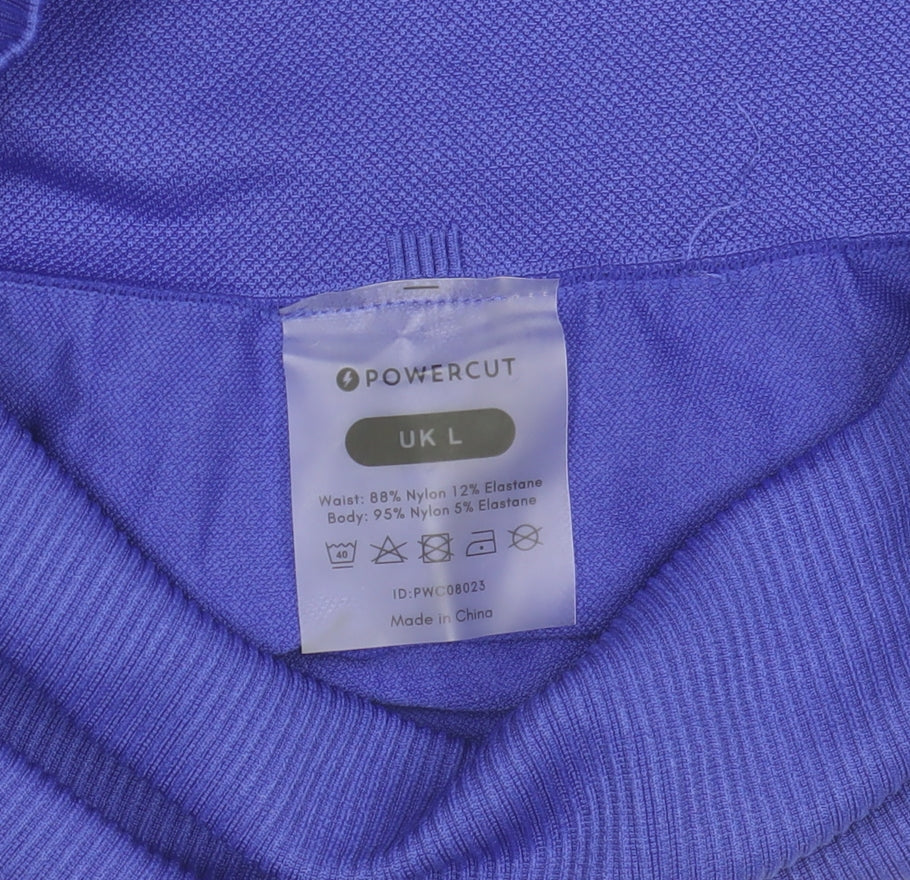 POWERCUT
UK L
Waist: 88% Nylon 12% Elastane
Body: 95% Nylon 5% Elastane
40
ID:PWC08023
Made in China